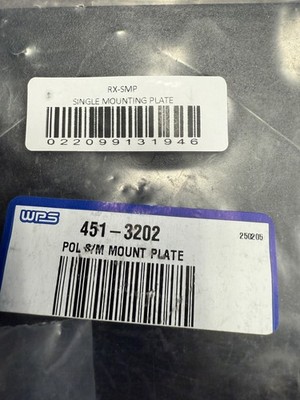 RX-SMP
SINGLE MOUNTING PLATE
022099131946
WPS
451-3202
250205
POL S/M MOUNT PLATE